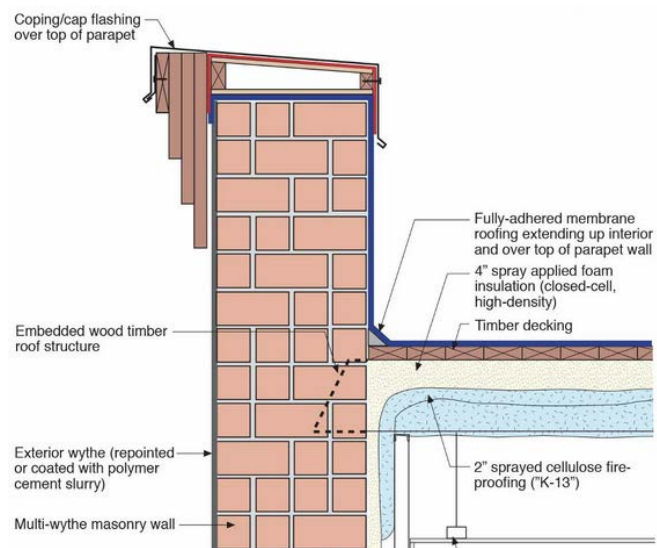 Coping/cap flashing
over top of parapet
Fully-adhered membrane
roofing extending up interior
and over top of parapet wall
4" spray applied foam
insulation (closed-cell,
high-density)
Timber decking
Embedded wood timber
roof structure
Exterior wythe (repointed
or coated with polymer
cement slurry)
2" sprayed cellulose fire-
proofing ("K-13")
Multi-wythe masonry wall